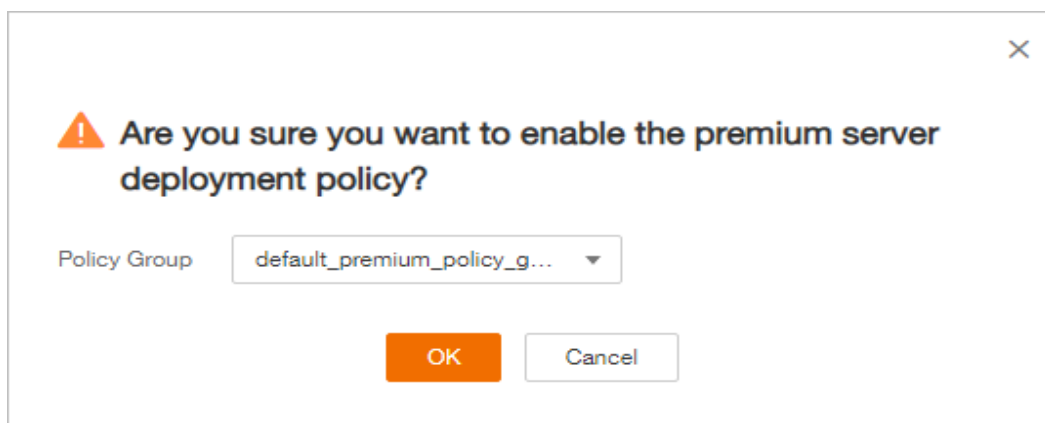 Are you sure you want to enable the premium server
deployment policy?
Policy Group default_premium_policy_g...
OK Cancel